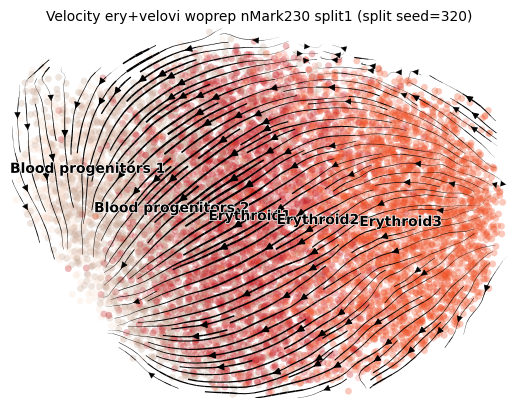 Velocity ery+velovi woprep nMark230 split1 (split seed=320)
Blood progenitors 1
Blood progenitors 2
Erythroid1
Erythroid2
Erythroid3